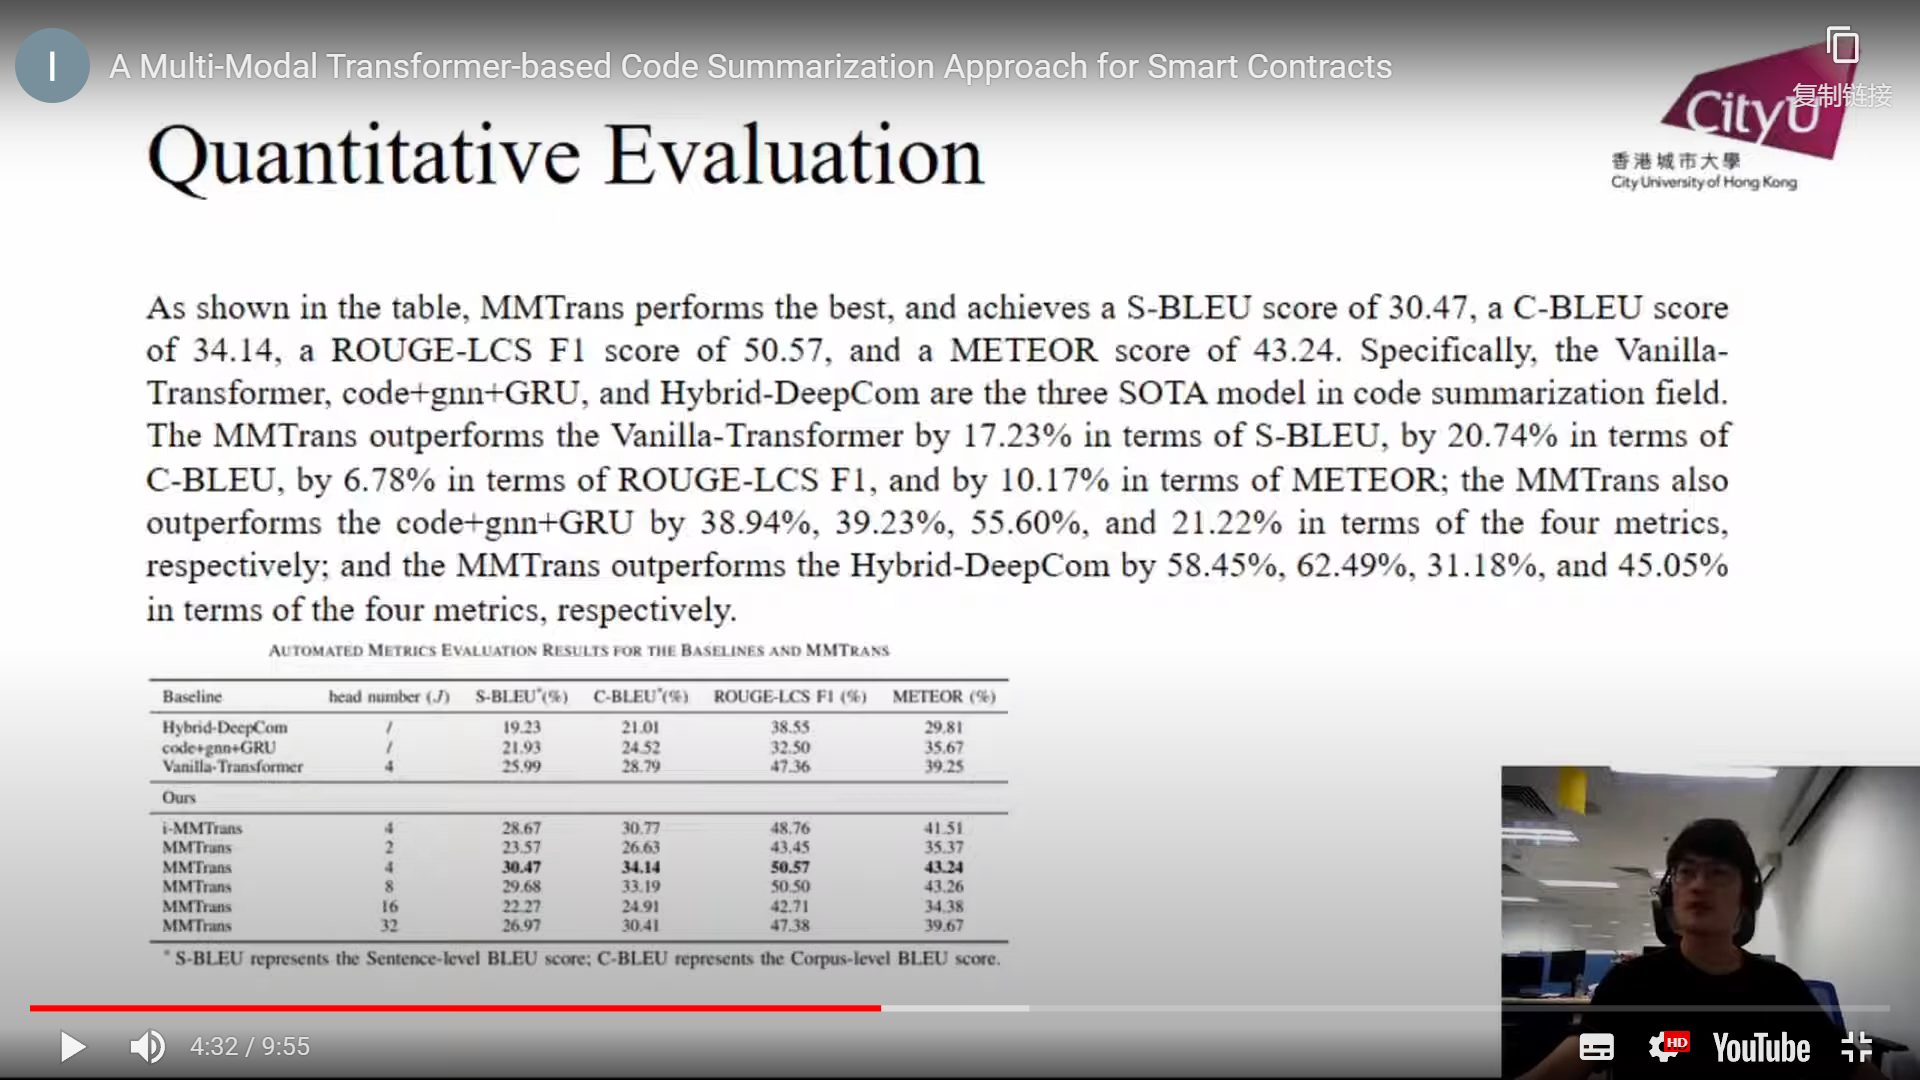 I
A Multi-Modal Transformer-based Code Summarization Approach for Smart Contracts
复制链接
CityU
香港城市大學
City University of Hong Kong
Quantitative Evaluation
As shown in the table, MMTrans performs the best, and achieves a S-BLEU score of 30.47, a C-BLEU score
of 34.14, a ROUGE-LCS F1 score of 50.57, and a METEOR score of 43.24. Specifically, the Vanilla-
Transformer, code+gnn+GRU, and Hybrid-DeepCom are the three SOTA model in code summarization field.
The MMTrans outperforms the Vanilla-Transformer by 17.23% in terms of S-BLEU, by 20.74% in terms of
C-BLEU, by 6.78% in terms of ROUGE-LCS F1, and by 10.17% in terms of METEOR; the MMTrans also
outperforms the code+gnn+GRU by 38.94%, 39.23%, 55.60%, and 21.22% in terms of the four metrics,
respectively; and the MMTrans outperforms the Hybrid-DeepCom by 58.45%, 62.49%, 31.18%, and 45.05%
in terms of the four metrics, respectively.
AUTOMATED METRICS EVALUATION RESULTS FOR THE BASELINES AND MMTRANS
Baseline head number (J) S-BLEU*(%) C-BLEU*(%) ROUGE-LCS F1 (%) METEOR (%)
Hybrid-DeepCom / 19.23 21.01 38.55 29.81
code+gnn+GRU / 21.93 24.52 32.50 35.67
Vanilla-Transformer 4 25.99 28.79 47.36 39.25
Ours
i-MMTrans 4 28.67 30.77 48.76 41.51
MMTrans 2 23.57 26.63 43.45 35.37
MMTrans 4 30.47 34.14 50.57 43.24
MMTrans 8 29.68 33.19 50.50 43.26
MMTrans 16 22.27 24.91 42.71 34.38
MMTrans 32 26.97 30.41 47.38 39.67
* S-BLEU represents the Sentence-level BLEU score; C-BLEU represents the Corpus-level BLEU score.
4:32 / 9:55
HD
YouTube